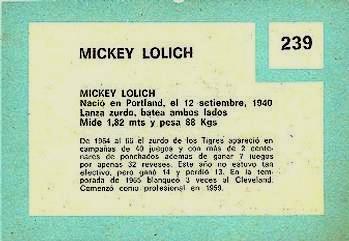 239
MICKEY LOLICH
MICKEY LOLICH
Nació en Portland, el 12 setiembre, 1940
Lanza zurdo, batea ambos lados
Mide 1,82 mts y pesa 88 Kgs
De 1964 al 66 el zurdo de los Tigres apareció en
campañas de 40 juegos y con más de 2 cente-
nares de ponchados ademas de ganar 7 juegos
por apenas 32 reveses. Este año no estuvo tan
efectivo, pero ganó 14 y perdió 13. En la tem-
porada de 1965 blanqueó 3 veces al Cleveland.
Comenzó como profesional en 1959.